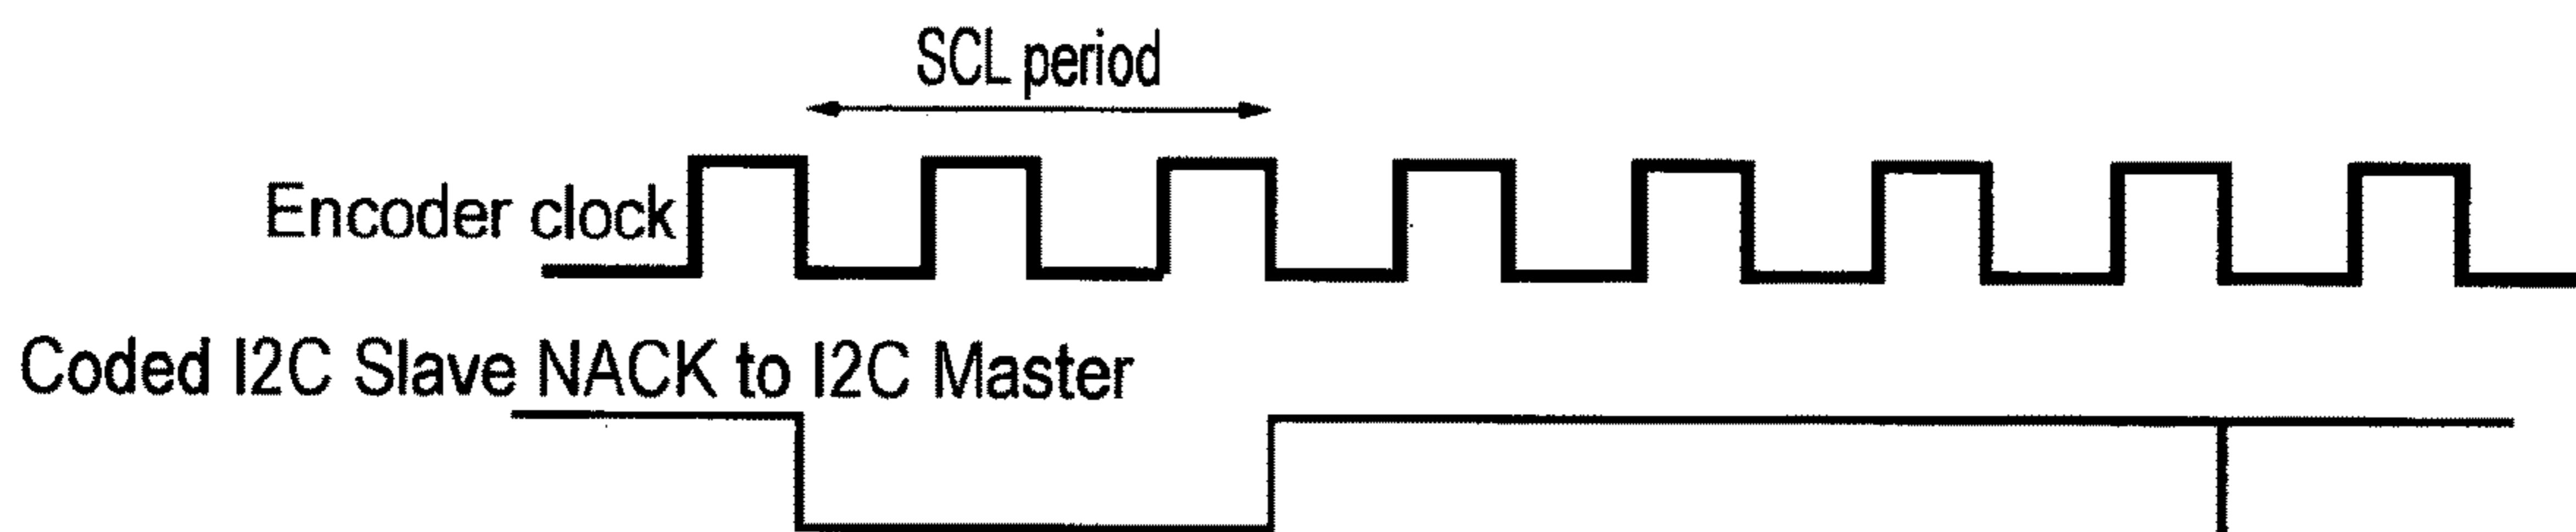 SCL period
Encoder clock
Coded I2C Slave NACK to I2C Master